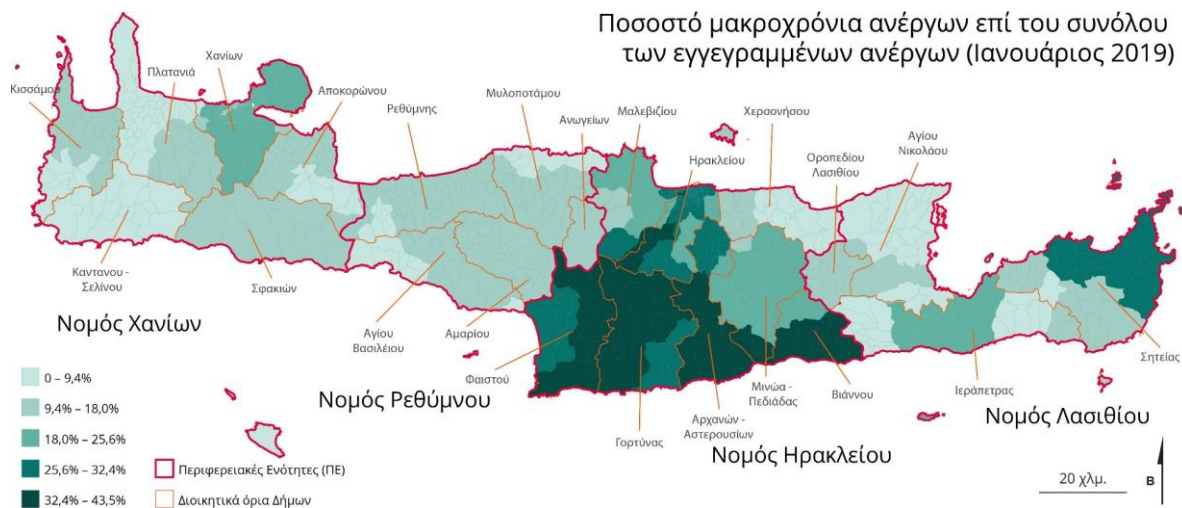 Ποσοστό μακροχρόνια ανέργων επί του συνόλου
των εγγεγραμμένων ανέργων (Ιανουάριος 2019)
Κισσάμου
Πλατανιά
Χανίων
Αποκορώνου
Ρεθύμνης
Μυλοποτάμου
Ανωγείων
Μαλεβιζίου
Ηρακλείου
Χερσονήσου
Οροπεδίου
Λασιθίου
Αγίου
Νικολάου
Καντανου -
Σελίνου
Σφακιών
Αγίου
Βασιλείου
Αμαρίου
Φαιστού
Γορτύνας
Αρχανών -
Αστερουσίων
Μινώα -
Πεδιάδας
Βιάννου
Ιεράπετρας
Σητείας
Νομός Χανίων
Νομός Ρεθύμνου
Νομός Ηρακλείου
Νομός Λασιθίου
0 – 9,4%
9,4% – 18,0%
18,0% – 25,6%
25,6% – 32,4%
32,4% – 43,5%
Περιφερειακές Ενότητες (ΠΕ)
Διοικητικά όρια Δήμων
20 χλμ.
Β